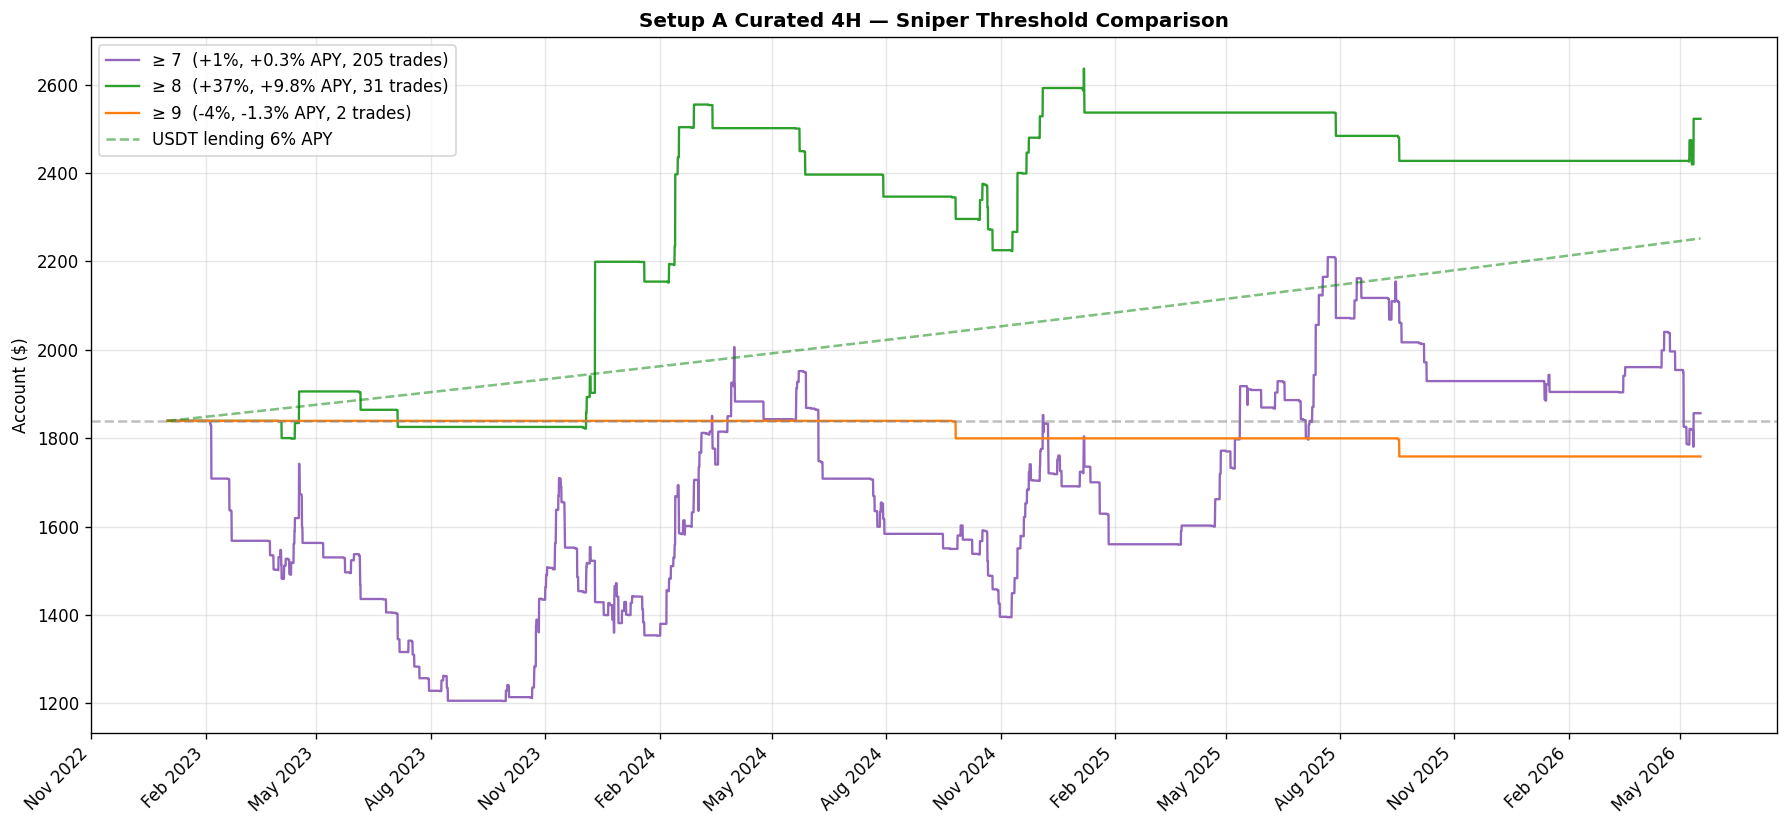 Setup A Curated 4H — Sniper Threshold Comparison
≥ 7 (+1%, +0.3% APY, 205 trades)
≥ 8 (+37%, +9.8% APY, 31 trades)
≥ 9 (-4%, -1.3% APY, 2 trades)
USDT lending 6% APY
Account ($)
2600
2400
2200
2000
1800
1600
1400
1200
Nov 2022
Feb 2023
May 2023
Aug 2023
Nov 2023
Feb 2024
May 2024
Aug 2024
Nov 2024
Feb 2025
May 2025
Aug 2025
Nov 2025
Feb 2026
May 2026